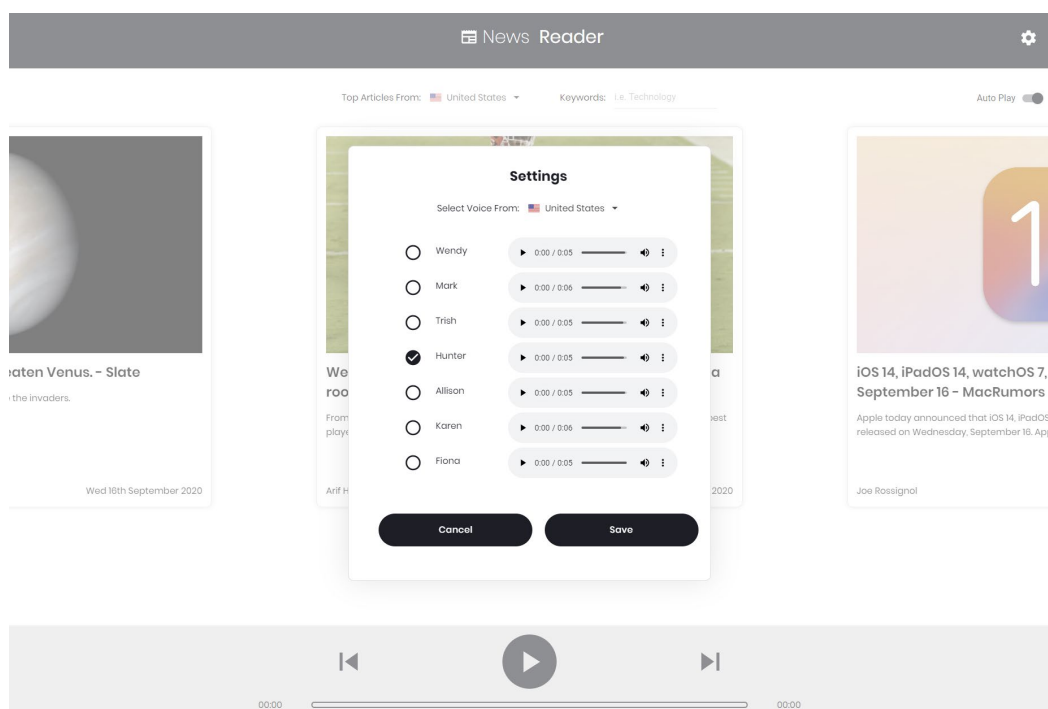 News Reader
Top Articles From: United States Keywords: i.e. Technology Auto Play
Settings
Select Voice From: United States
Wendy 0:00 / 0:05
Mark 0:00 / 0:06
Trish 0:00 / 0:05
Hunter 0:00 / 0:05
Allison 0:00 / 0:05
Karen 0:00 / 0:06
Fiona 0:00 / 0:05
Cancel Save
eaten Venus. - Slate
the invaders.
Wed 16th September 2020
We
roo
a
From
playe
best
Arif H
2020
1
iOS 14, iPadOS 14, watchOS 7,
September 16 - MacRumors
Apple today announced that iOS 14, iPadOS
released on Wednesday, September 16. Ap
Joe Rossignol
00:00 00:00